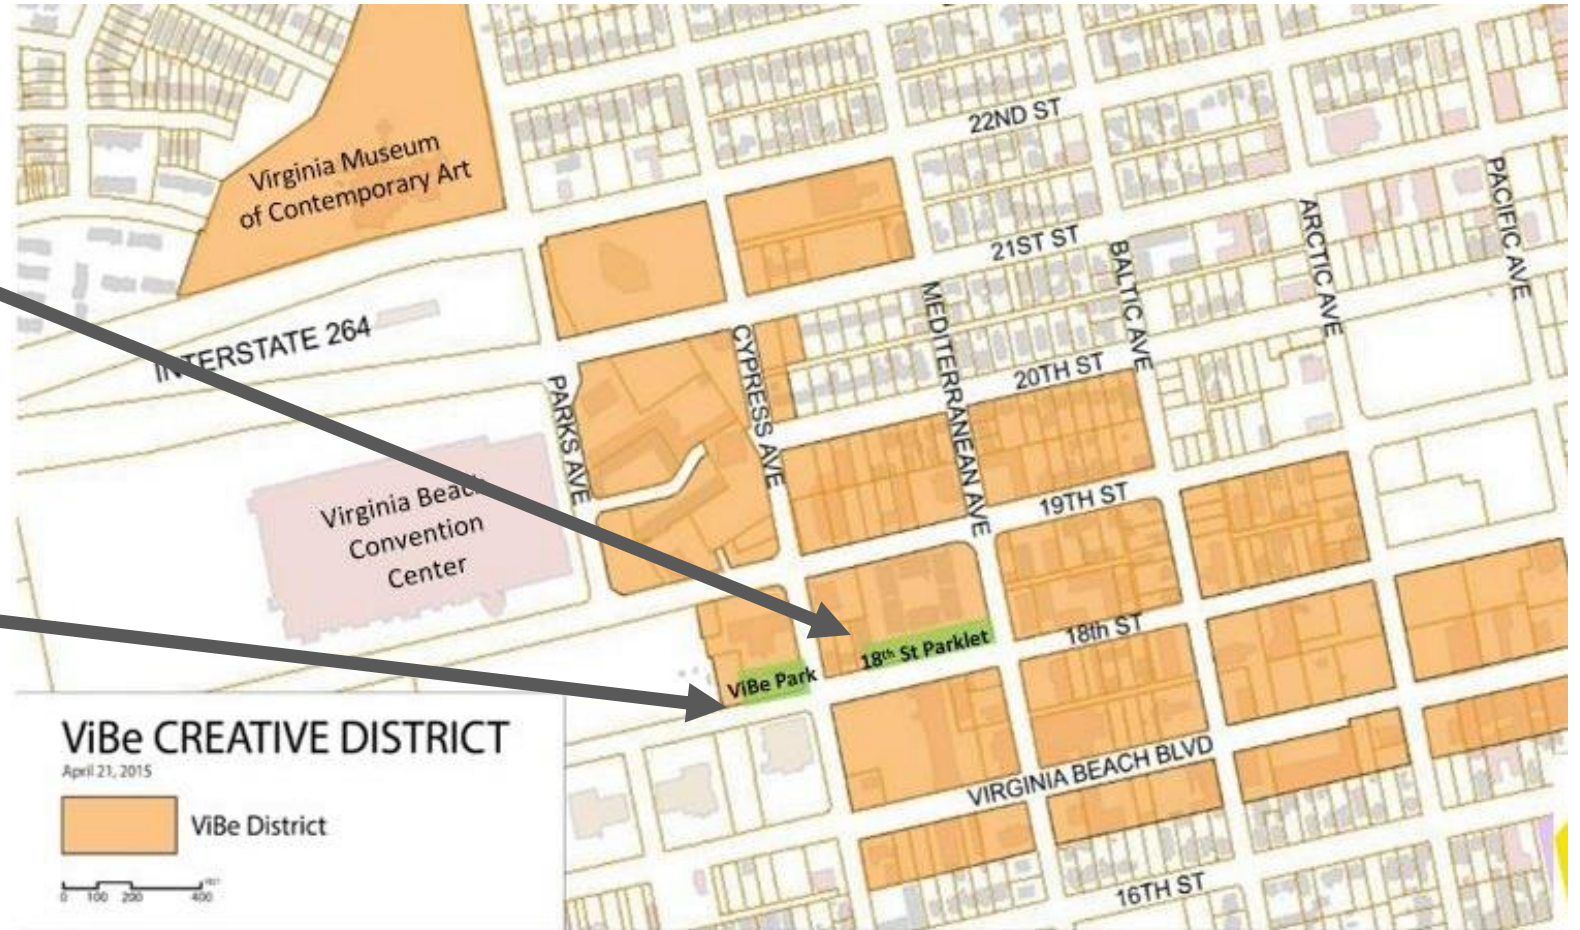 22ND ST
Virginia Museum
of Contemporary Art
PACIFIC AVE
ARCTIC AVE
21ST ST
BALTIC AVE
MEDITERRANEAN AVE
INTERSTATE 264
CYPRESS AVE
20TH ST
PARKS AVE
Virginia Beach
Convention
Center
19TH ST
18th ST
18th St Parklet
ViBe Park
VIRGINIA BEACH BLVD
16TH ST
ViBe CREATIVE DISTRICT
April 21, 2015
ViBe District
0 100 200 400